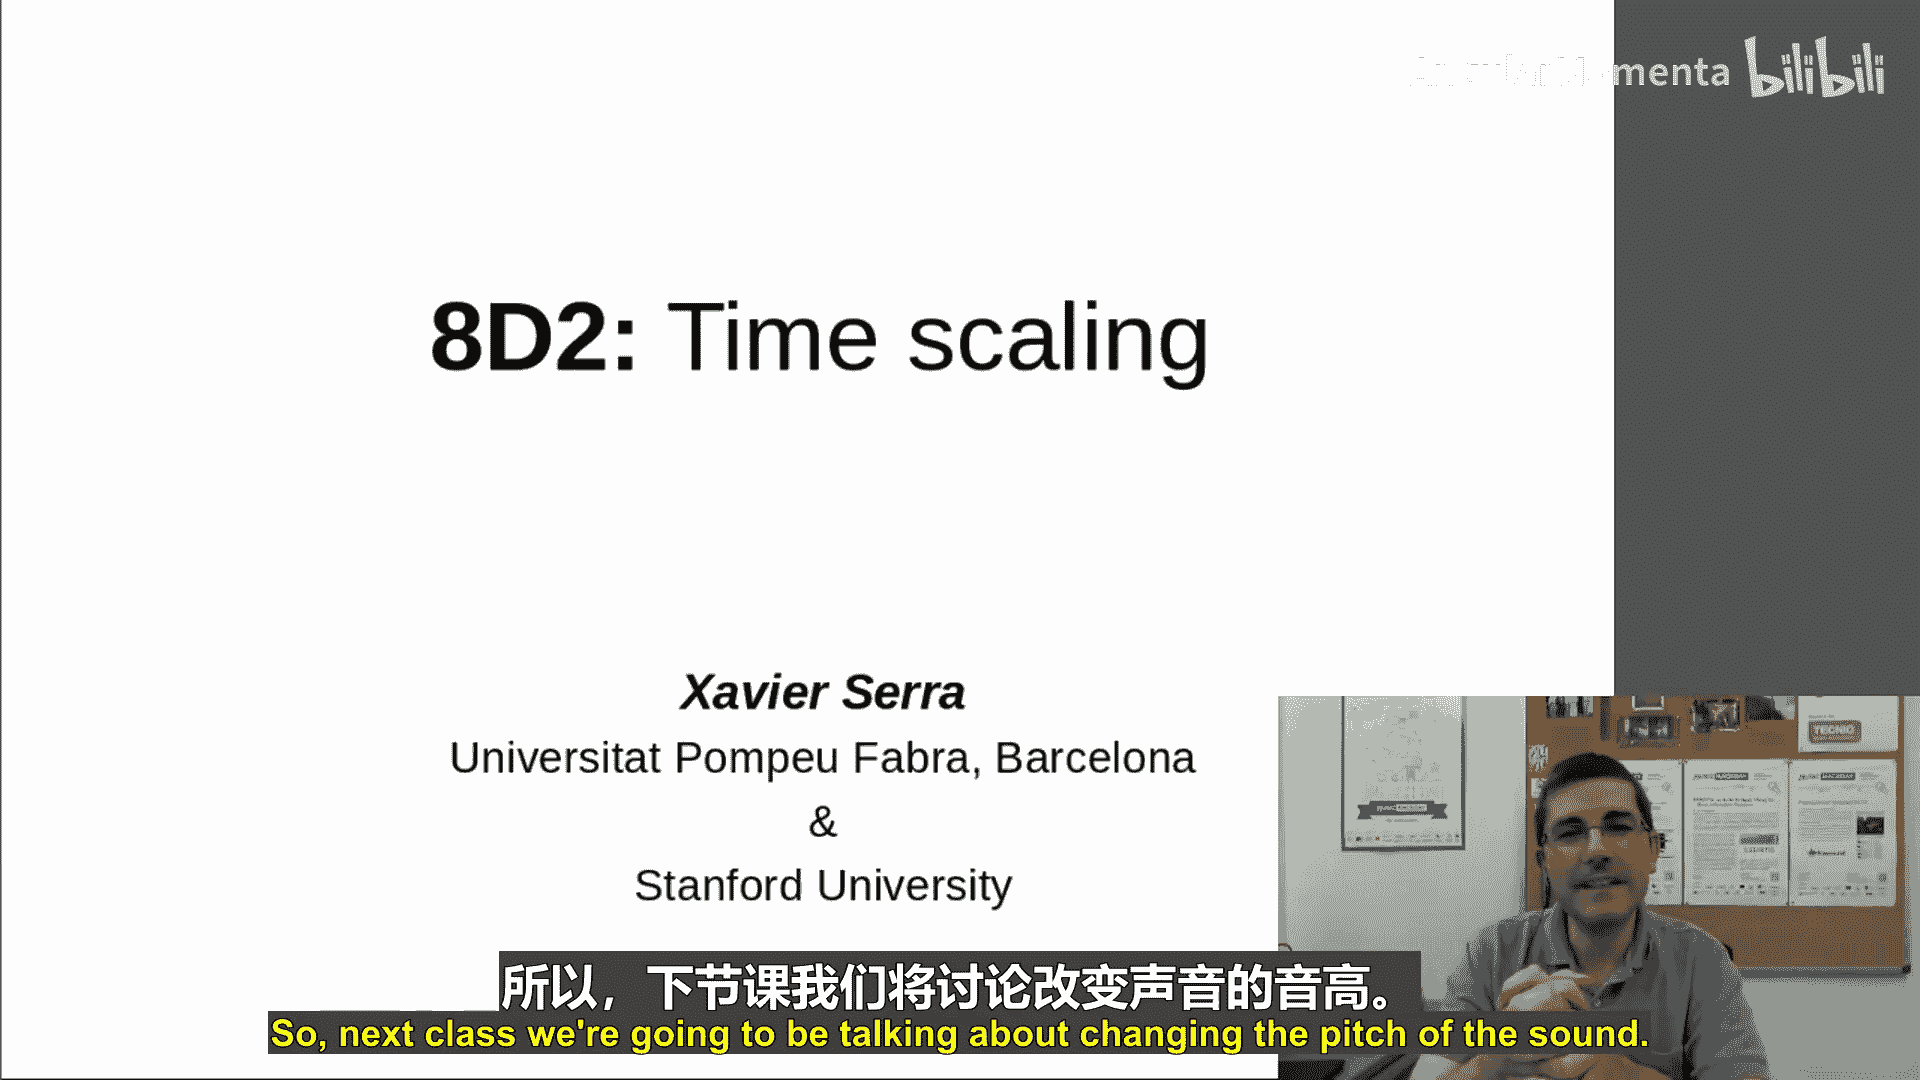 menta bilibili
8D2: Time scaling
Xavier Serra
Universitat Pompeu Fabra, Barcelona
&
Stanford University
TECNIO
所以，下节课我们将讨论改变声音的音高。
So, next class we're going to be talking about changing the pitch of the sound.